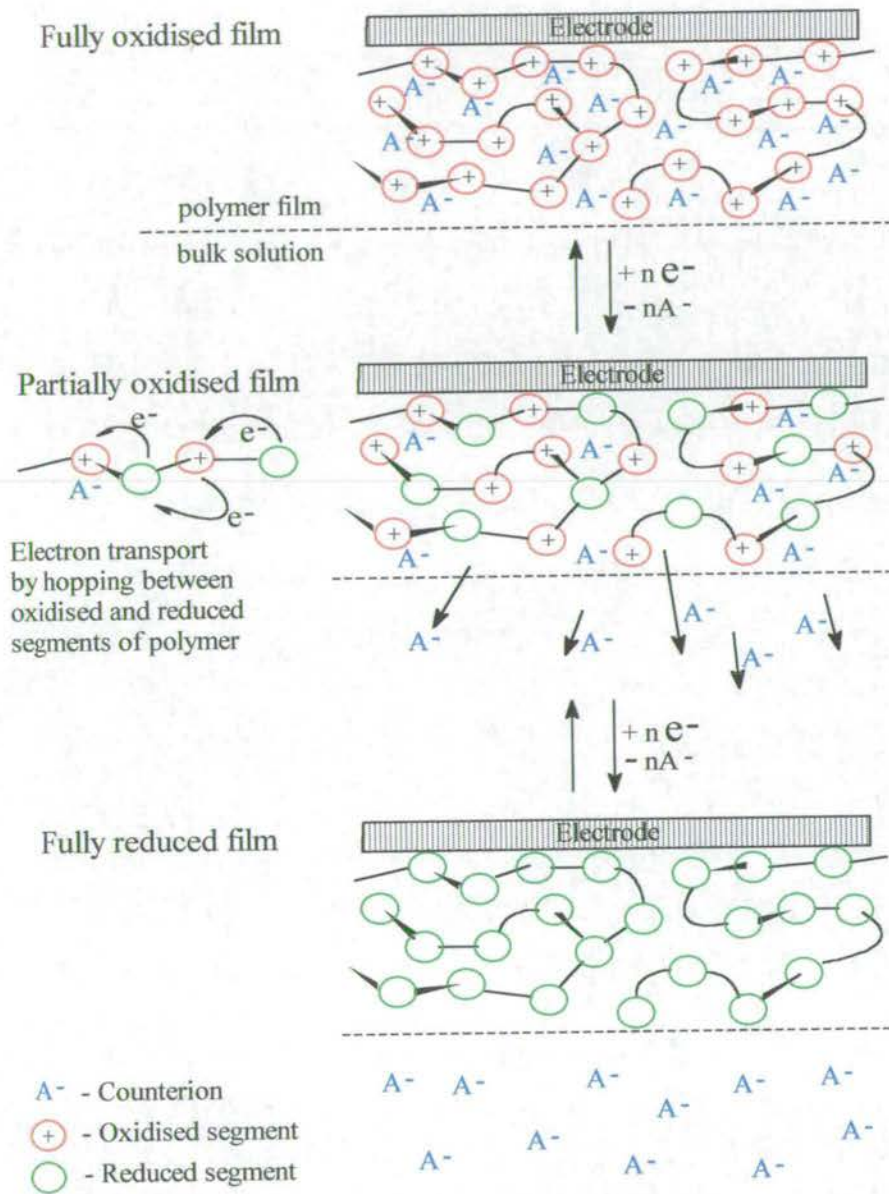 Fully oxidised film
Electrode
+ + + + + + +
A- A- A- A- A-
+ + + + + + +
A- A- A- A- A-
A- + + A- + A-
+ + + + + +
A- A- A- A- A-
polymer film
bulk solution
+ n e-
- nA-
Partially oxidised film
Electrode
e- e-
+ +
A-
e-
+ + + A-
A- A-
+ + + + +
A- A-
+ + +
A- A- A-
Electron transport
by hopping between
oxidised and reduced
segments of polymer
A- A- A- A- A-
+ n e-
- nA-
Fully reduced film
Electrode
A- A- A- A- A-
A- A-
A- A- A- A-
A- - Counterion
+ - Oxidised segment
- Reduced segment